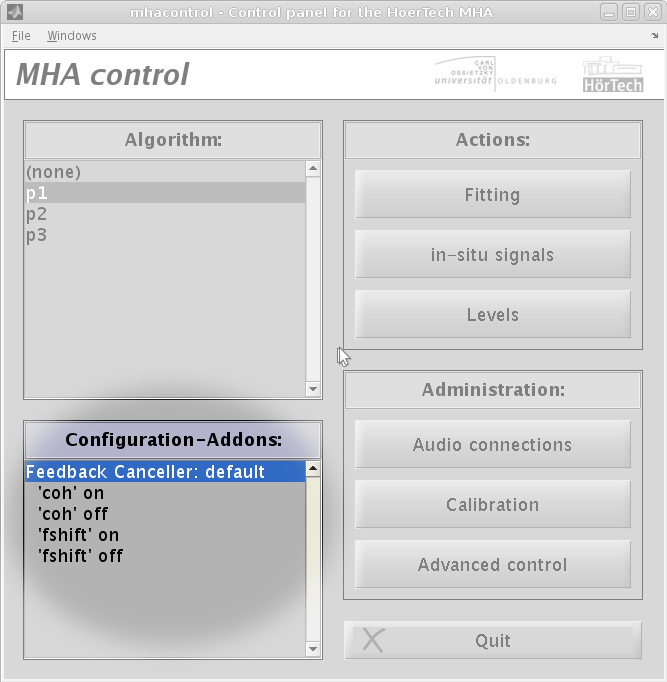 mhacontrol - Control panel for the HoerTech MHA
File Windows
MHA control
CARL
VON
OSSIETZKY
universität OLDENBURG
HörTech
Algorithm:
(none)
p1
p2
p3
Actions:
Fitting
in-situ signals
Levels
Configuration-Addons:
Feedback Canceller: default
'coh' on
'coh' off
'fshift' on
'fshift' off
Administration:
Audio connections
Calibration
Advanced control
Quit